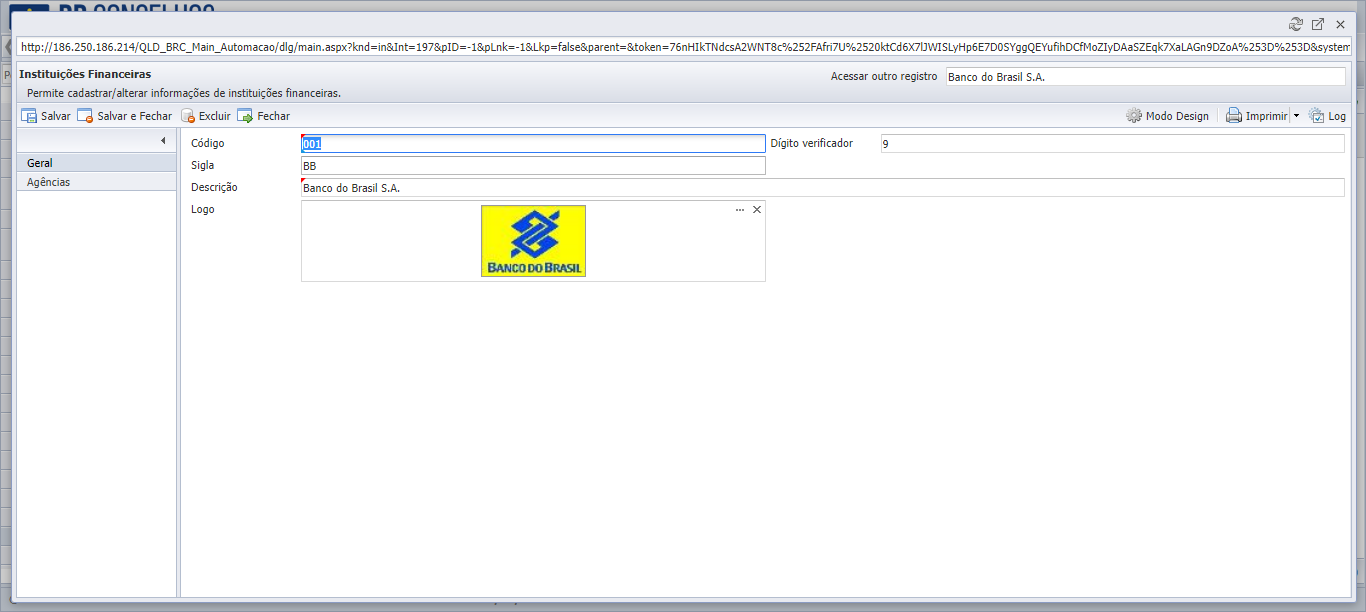 BR CONSELHOS
http://186.250.186.214/QLD_BRC_Main_Automacao/dlg/main.aspx?knd=in&Int=197&pID=-1&pLnk=-1&Lkp=false&parent=&token=76nHIkTNdcsA2WNT8c%252FAfri7U%2520ktCd6X7lJWISLyHp6E7D0SYggQEYufihDCfMoZIyDAaSZEqk7XaLAGn9DZoA%253D%253D&system
Instituições Financeiras
Acessar outro registro Banco do Brasil S.A.
Permite cadastrar/alterar informações de instituições financeiras.
Salvar Salvar e Fechar Excluir Fechar Modo Design Imprimir Log
Geral
Agências
Código 001 Dígito verificador 9
Sigla BB
Descrição Banco do Brasil S.A.
Logo
BANCO DO BRASIL